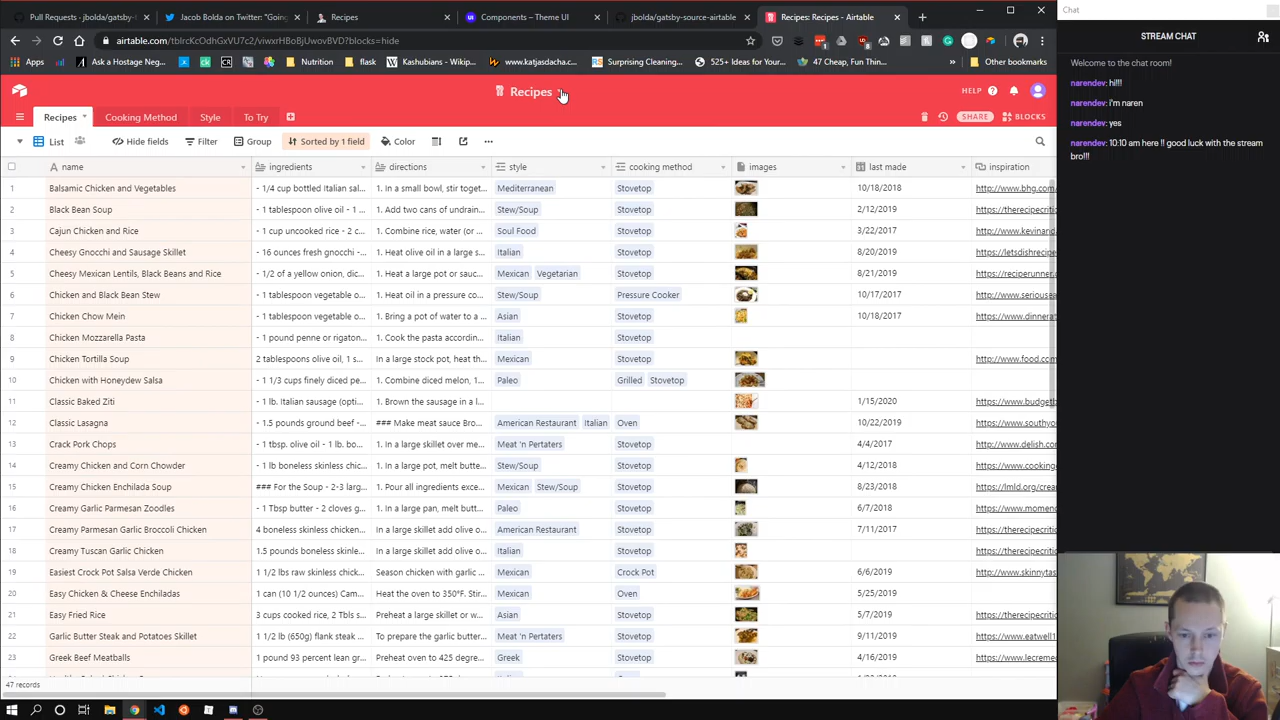 Pull Requests · jbolda/gatsby-
Jacob Bolda on Twitter: "Going
Recipes
Components – Theme UI
jbolda/gatsby-source-airtable
Recipes: Recipes - Airtable
airtable.com/tblrcKcOdhGxVU7c2/viwxrHBoBjUwovBVD?blocks=hide
Apps
Ask a Hostage Neg...
Nutrition
flask
React
Kashubians - Wikip...
www.katjasdacha.c...
Surprising Cleaning...
525+ Ideas for Your...
47 Cheap, Fun Thin...
Other bookmarks
Recipes
HELP
Recipes
Cooking Method
Style
To Try
SHARE
BLOCKS
List
Hide fields
Filter
Group
Sorted by 1 field
Color
name
ingredients
directions
style
cooking method
images
last made
inspiration
1 Balsamic Chicken and Vegetables - 1/4 cup bottled Italian sal... 1. In a small bowl, stir toget... Mediterranean Stovetop 10/18/2018 http://www.bhg.com/
2 Black Bean Soup - 1 tablespoon olive oil - 1 ... 1. Add two cans of undrain... Stew/Soup Stovetop 2/12/2019 https://therecipecritic
3 Cajun Chicken and Rice - 1 cup uncooked rice - 2 ... 1. Combine rice, water (or ... Soul Food Stovetop 3/22/2017 http://www.kevinand
4 Cheesy Gnocchi and Sausage Skillet - 16 ounces fresh gnocchi ... 1. Heat olive oil in a large s... Italian Stovetop 8/20/2019 https://letsdishrecipe
5 Cheesy Mexican Lentils, Black Beans and Rice - 1/2 of a yellow onion, d... 1. Heat a large pot or sauc... Mexican Vegetarian Stovetop 8/21/2019 https://reciperunner.
6 Chicken and Black Bean Stew - 1 tablespoon vegetable ... 1. Heat oil in a pressure co... Stew/Soup Pressure Cooker 10/17/2017 http://www.seriousea
7 Chicken Chow Mein - 1 tablespoon vegetable ... 1. Bring a pot of water to a ... Asian Stovetop 10/18/2017 http://www.dinnerat
8 Chicken Mozzarella Pasta - 1 pound penne or rigaton... 1. Cook the pasta accordin... Italian Stovetop
9 Chicken Tortilla Soup 2 tablespoons olive oil, 1 s... In a large stock pot, heat th... Mexican Stovetop http://www.food.com
10 Chicken with Honeydew Salsa - 1 1/3 cups finely diced pe... 1. Combine diced melon, 1... Paleo Grilled Stovetop
11 Classic Baked Ziti - 1 lb. Italian sausage (opti... 1. Brown the sausage in a l... 1/15/2020 https://www.budgetb
12 Classic Lasagna - 1.5 pounds ground beef - ... ### Make meat sauce Bro... American Restaurant Italian Oven 10/22/2019 https://www.southyo
13 Crack Pork Chops - 1 tbsp. olive oil - 1 lb. bo... 1. In a large skillet over me... Meat 'n Pertaters Stovetop 4/4/2017 http://www.delish.com
14 Creamy Chicken and Corn Chowder - 1 lb boneless skinless chic... 1. In a large pot, melt butte... Stew/Soup Stovetop 4/12/2018 http://www.cooking
15 Creamy Chicken Enchilada Soup ### For the Soup - 2-3 lar... 1. Pour all ingredients exce... Mexican Stew/Soup Stovetop 8/23/2018 https://lmld.org/crea
16 Creamy Garlic Parmesan Zoodles - 1 Tbsp butter - 2 cloves g... 1. In a large pan, melt butte... Paleo Stovetop 6/7/2018 https://www.momen
17 Creamy Parmesan Garlic Broccoli Chicken 4 boneless skinless chicke... In a large skillet add olive o... American Restaurant Stovetop 7/11/2017 https://therecipecritic
18 Creamy Tuscan Garlic Chicken 1.5 pounds boneless skinl... In a large skillet add olive o... Italian Stovetop https://therecipecritic
19 Easiest Crock Pot Salsa Verde Chicken 1 1/2 lbs raw skinless chic... Season chicken with garlic ... Mexican Crock Pot 6/6/2019 http://www.skinnytas
20 Easy Chicken & Cheese Enchiladas 1 can (10 1/2 ounces) Cam... Heat the oven to 350°F. Stir... Mexican Oven 5/25/2019
21 Easy Fried Rice 3 cups cooked rice, 2 Tbls... Preheat a large skillet or w... Asian Stovetop 5/7/2019 https://therecipecritic
22 Garlic Butter Steak and Potatoes Skillet 1 1/2 lb (650g) flank steak ... To prepare the garlic butter... Meat 'n Pertaters Stovetop 9/11/2019 https://www.eatwell1
23 Greek Beef Meatballs 1 pound 93 percent lean gr... Preheat oven to 425 degre... Greek Stovetop 4/16/2019 https://www.lecreme
47 records
Chat
STREAM CHAT
Welcome to the chat room!
narendev: hi!!!
narendev: i'm naren
narendev: yes
narendev: 10:10 am here !! good luck with the stream
bro!!!